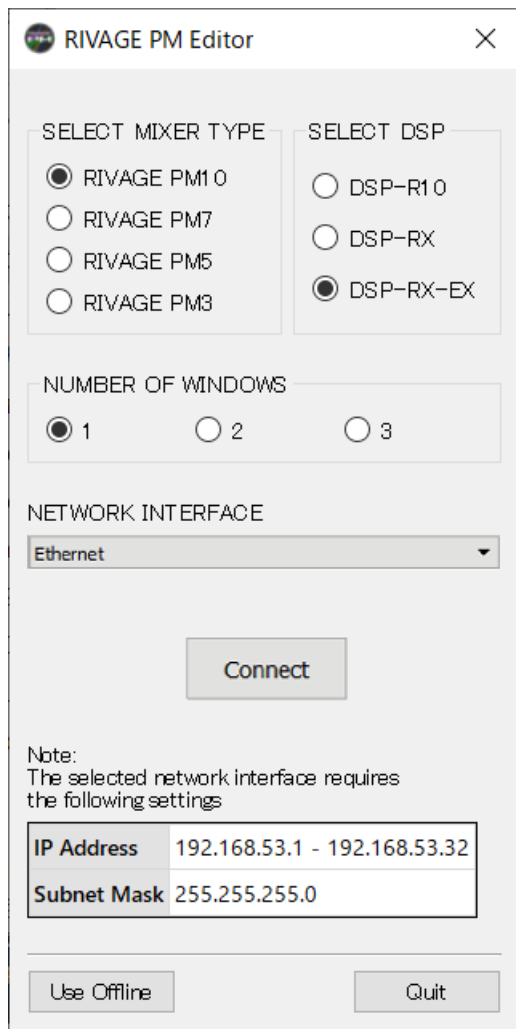 RIVAGE PM Editor
SELECT MIXER TYPE
RIVAGE PM10
RIVAGE PM7
RIVAGE PM5
RIVAGE PM3
SELECT DSP
DSP-R10
DSP-RX
DSP-RX-EX
NUMBER OF WINDOWS
1 2 3
NETWORK INTERFACE
Ethernet
Connect
Note:
The selected network interface requires
the following settings
IP Address 192.168.53.1 - 192.168.53.32
Subnet Mask 255.255.255.0
Use Offline Quit